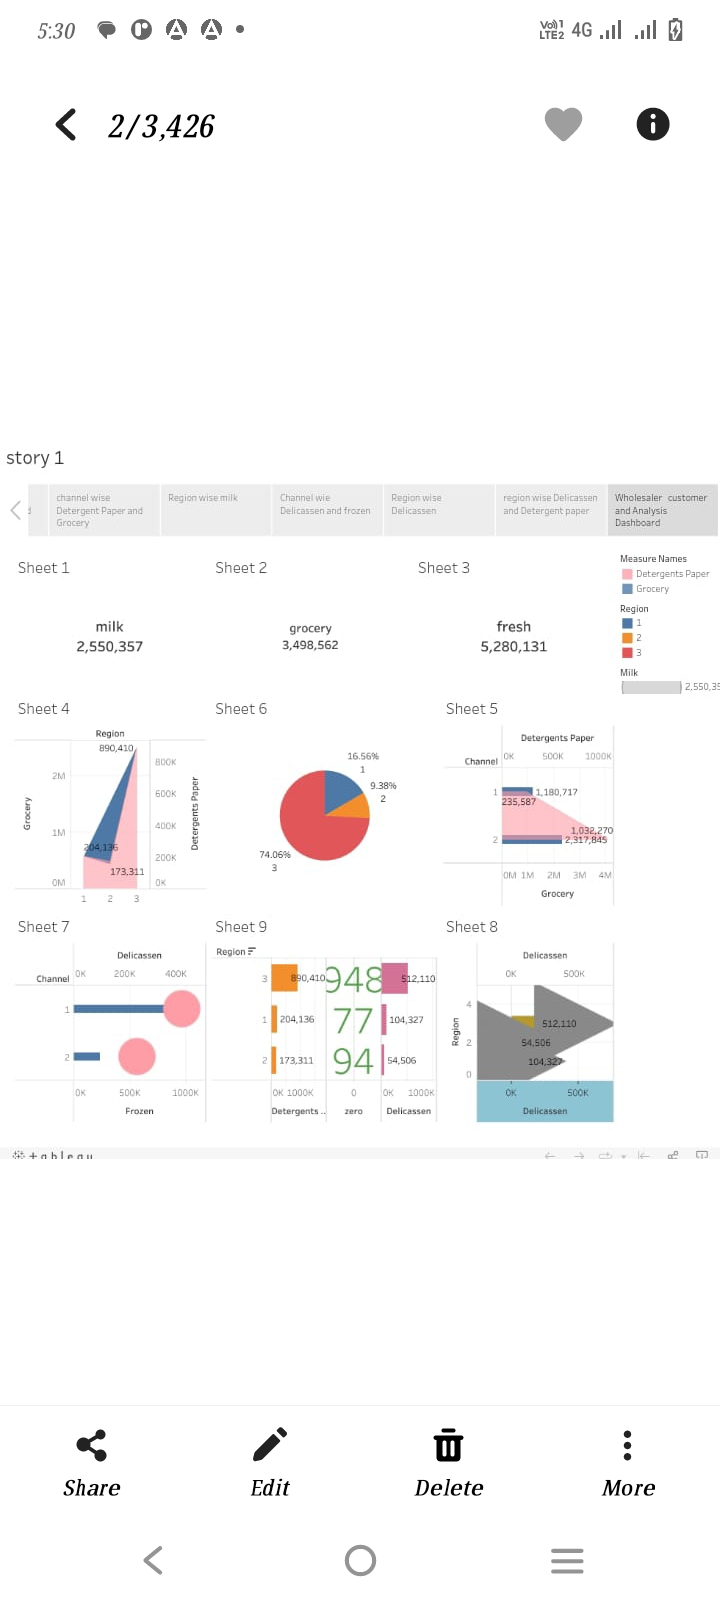 5:30
Vo)) 1
LTE2 4G
2/3,426
story 1
channel wise
Detergent Paper and
Grocery
Region wise milk
Channel wie
Delicassen and frozen
Region wise
Delicassen
region wise Delicassen
and Detergent paper
Wholesaler customer
and Analysis
Dashboard
Sheet 1
Sheet 2
Sheet 3
milk
2,550,357
grocery
3,498,562
fresh
5,280,131
Measure Names
Detergents Paper
Grocery
Region
1
2
3
Milk
2,550,35
Sheet 4
Region
890,410
Grocery
2M
1M
0M
204,136
173,311
800K
600K
400K
200K
0K
Detergents Paper
1 2 3
Sheet 6
16.56%
1
9.38%
2
74.06%
3
Sheet 5
Detergents Paper
Channel 0K 500K 1000K
1 1,180,717
235,587
1,032,270
2 2,317,845
0M 1M 2M 3M 4M
Grocery
Sheet 7
Delicassen
Channel 0K 200K 400K
1
2
0K 500K 1000K
Frozen
Sheet 9
Region
3 890,410 948 512,110
1 204,136 77 104,327
2 173,311 94 54,506
0K 1000K 0 0K 1000K
Detergents .. zero Delicassen
Sheet 8
Delicassen
0K 500K
Region
4
2
0
512,110
54,506
104,327
0K 500K
Delicassen
+ a b l e a u
Share
Edit
Delete
More